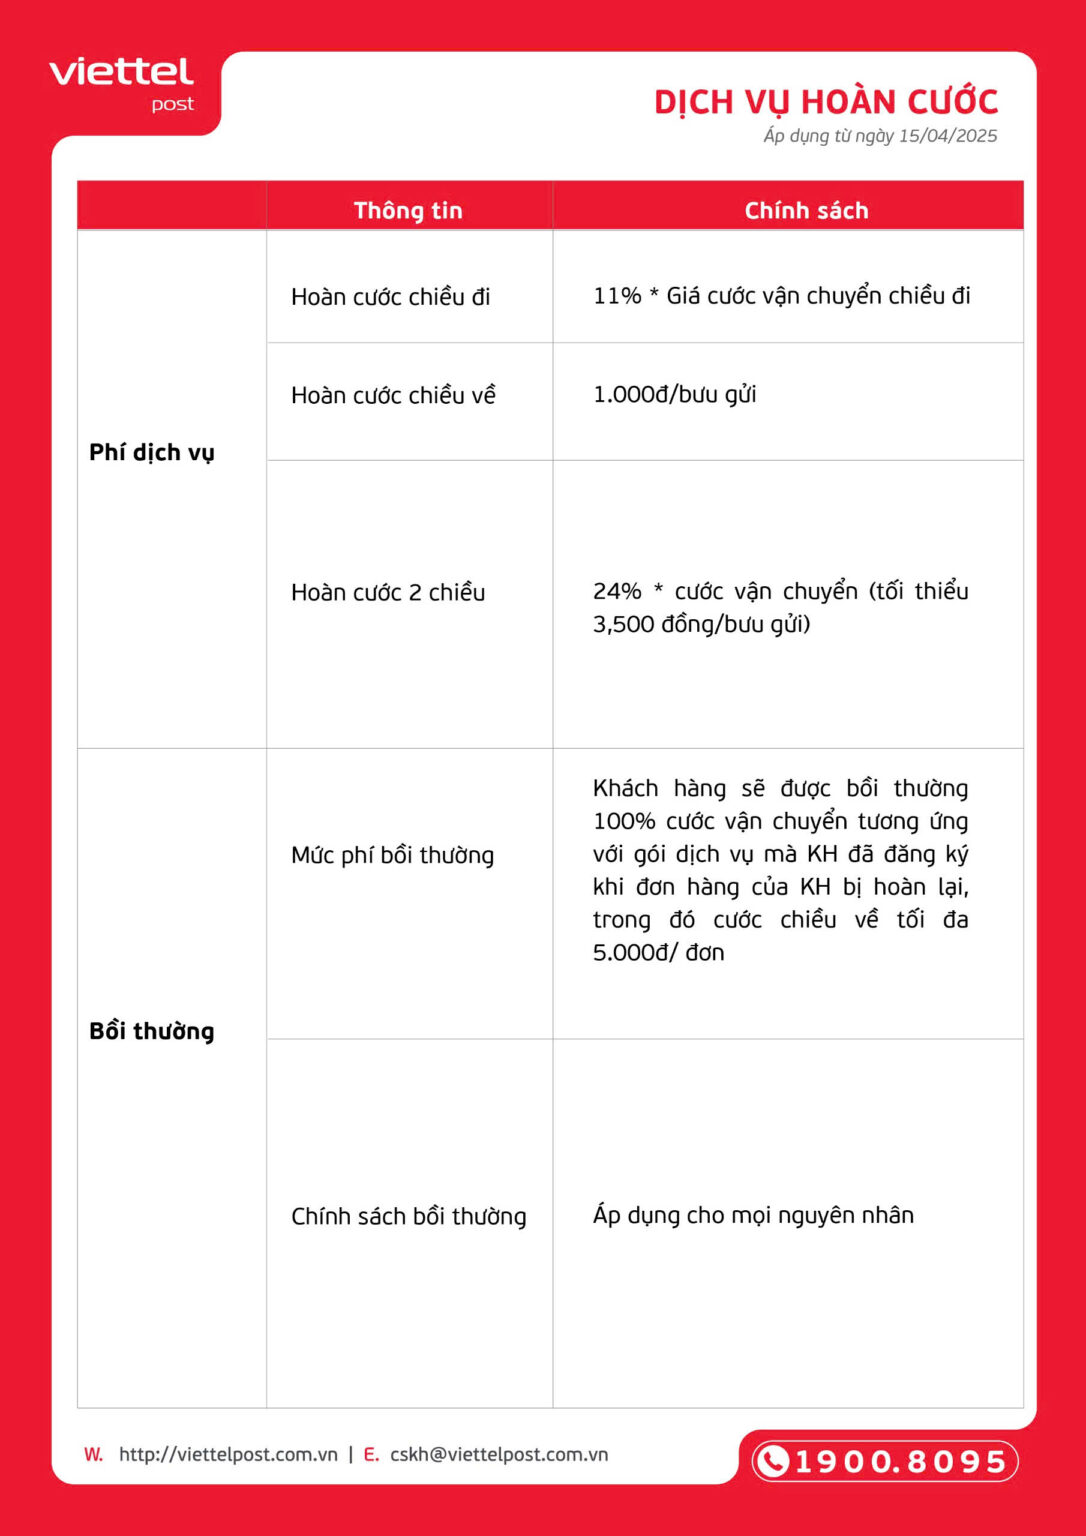 viettel
post
DỊCH VỤ HOÀN CƯỚC
Áp dụng từ ngày 15/04/2025
Thông tin
Chính sách
Phí dịch vụ
Hoàn cước chiều đi
11% * Giá cước vận chuyển chiều đi
Hoàn cước chiều về
1.000đ/bưu gửi
Hoàn cước 2 chiều
24% * cước vận chuyển (tối thiểu
3,500 đồng/bưu gửi)
Bồi thường
Mức phí bồi thường
Khách hàng sẽ được bồi thường
100% cước vận chuyển tương ứng
với gói dịch vụ mà KH đã đăng ký
khi đơn hàng của KH bị hoàn lại,
trong đó cước chiều về tối đa
5.000đ/ đơn
Chính sách bồi thường
Áp dụng cho mọi nguyên nhân
W. http://viettelpost.com.vn | E. cskh@viettelpost.com.vn
1900.8095